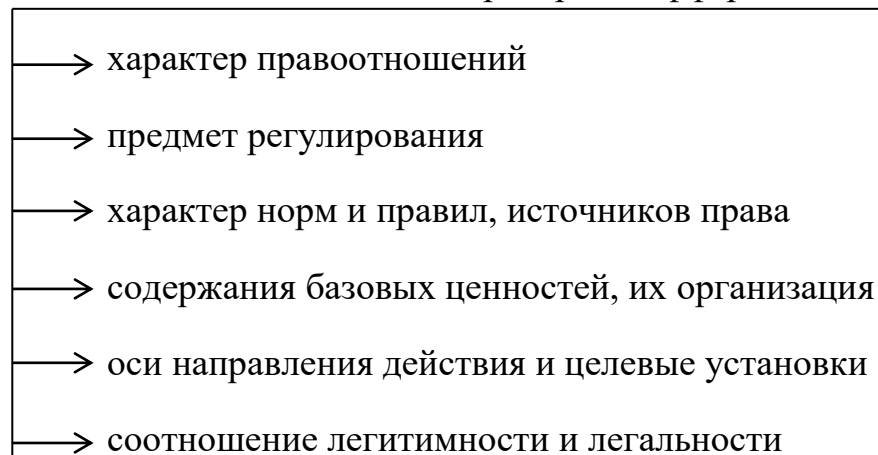 характер правоотношений
предмет регулирования
характер норм и правил, источников права
содержания базовых ценностей, их организация
оси направления действия и целевые установки
соотношение легитимности и легальности